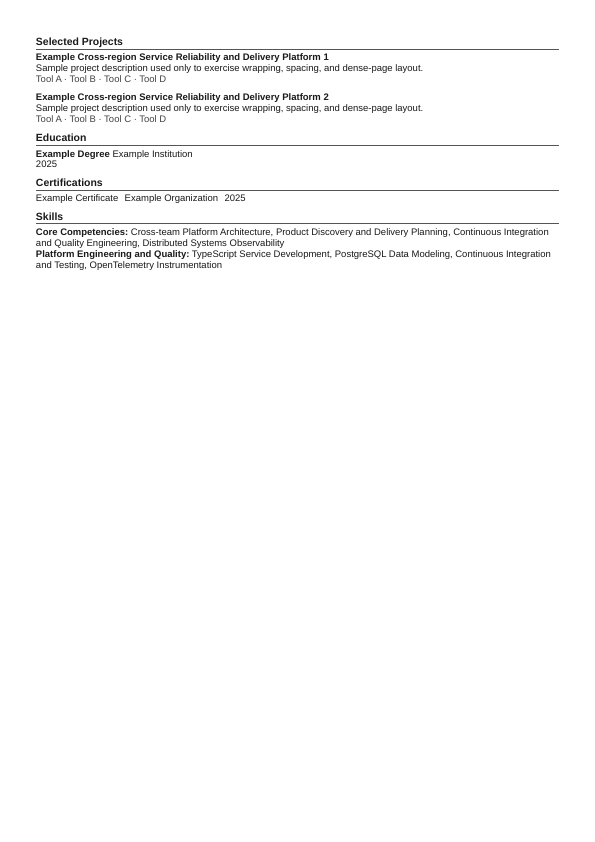 Selected Projects
Example Cross-region Service Reliability and Delivery Platform 1
Sample project description used only to exercise wrapping, spacing, and dense-page layout.
Tool A · Tool B · Tool C · Tool D
Example Cross-region Service Reliability and Delivery Platform 2
Sample project description used only to exercise wrapping, spacing, and dense-page layout.
Tool A · Tool B · Tool C · Tool D
Education
Example Degree Example Institution
2025
Certifications
Example Certificate Example Organization 2025
Skills
Core Competencies: Cross-team Platform Architecture, Product Discovery and Delivery Planning, Continuous Integration
and Quality Engineering, Distributed Systems Observability
Platform Engineering and Quality: TypeScript Service Development, PostgreSQL Data Modeling, Continuous Integration
and Testing, OpenTelemetry Instrumentation